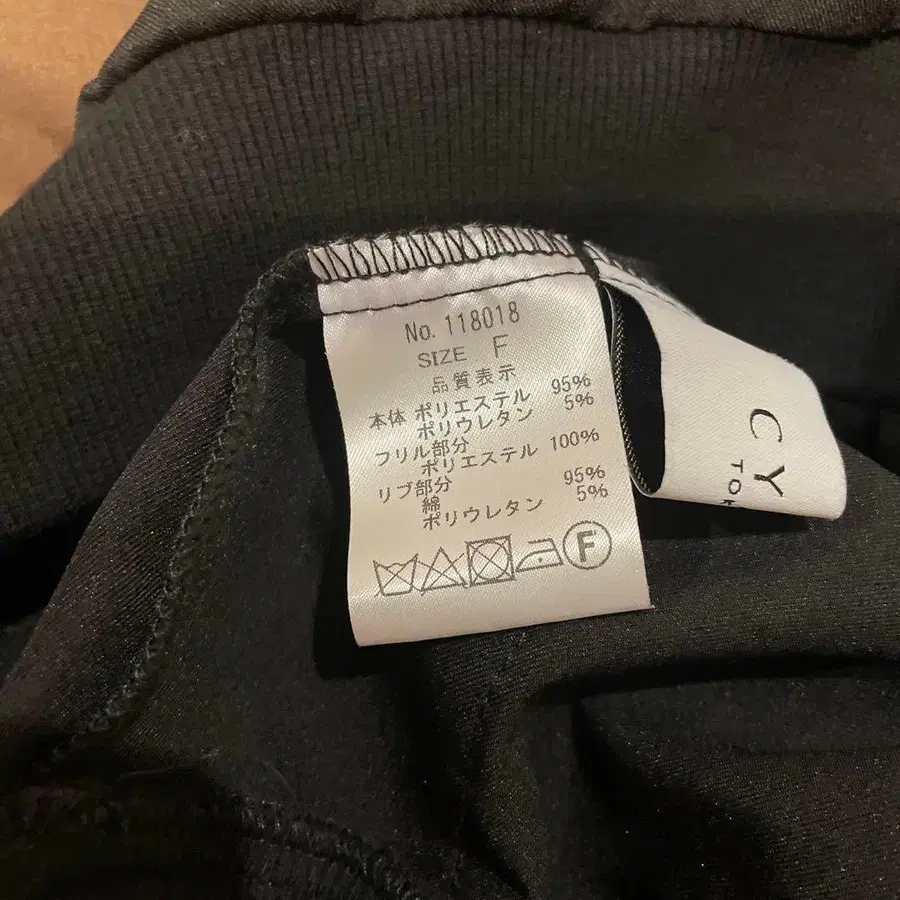 No. 118018
SIZE F
品質表示
本体 ポリエステル 95%
ポリウレタン 5%
フリル部分
ポリエステル 100%
リブ部分
綿 95%
ポリウレタン 5%
F
CY
TO